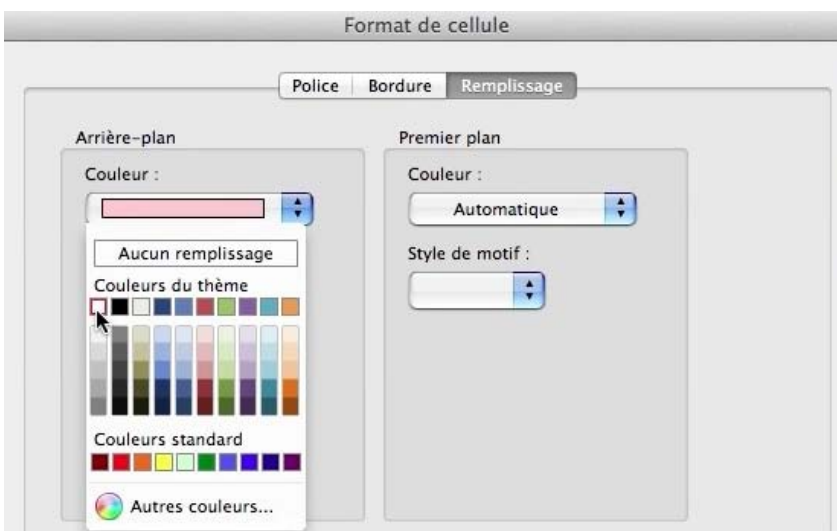 Format de cellule
Police Bordure Remplissage
Arrière-plan
Couleur :
Aucun remplissage
Couleurs du thème
Couleurs standard
Autres couleurs...
Premier plan
Couleur :
Automatique
Style de motif :